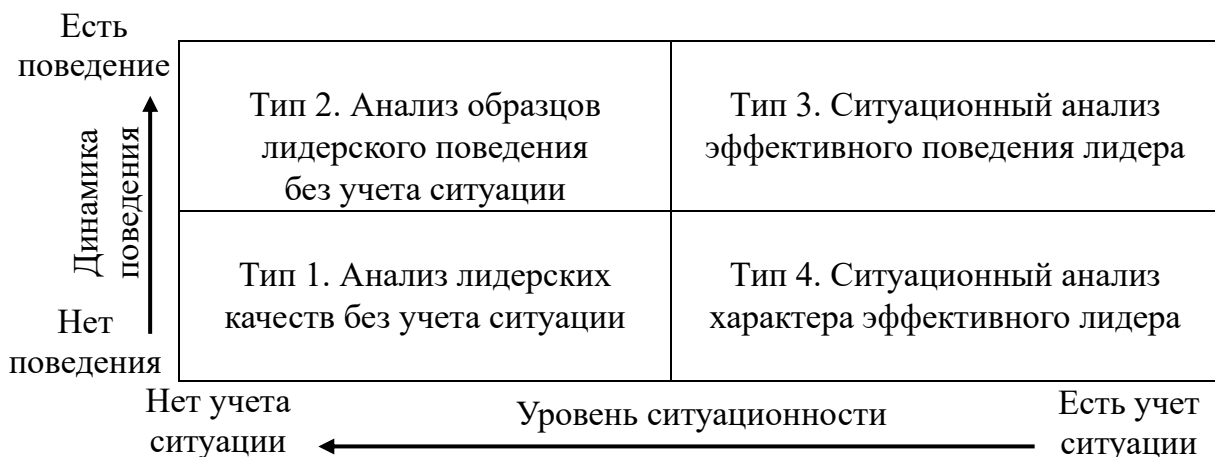 Есть
поведение
Динамика
поведения
Нет
поведения
Тип 2. Анализ образцов
лидерского поведения
без учета ситуации
Тип 3. Ситуационный анализ
эффективного поведения лидера
Тип 1. Анализ лидерских
качеств без учета ситуации
Тип 4. Ситуационный анализ
характера эффективного лидера
Нет учета
ситуации
Уровень ситуационности
Есть учет
ситуации